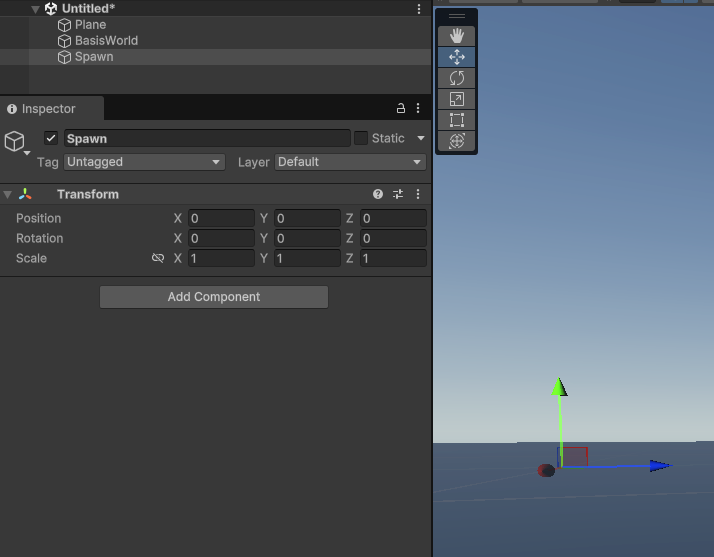 Untitled*
Plane
BasisWorld
Spawn
Inspector
Spawn Static
Tag Untagged Layer Default
Transform
Position X 0 Y 0 Z 0
Rotation X 0 Y 0 Z 0
Scale X 1 Y 1 Z 1
Add Component